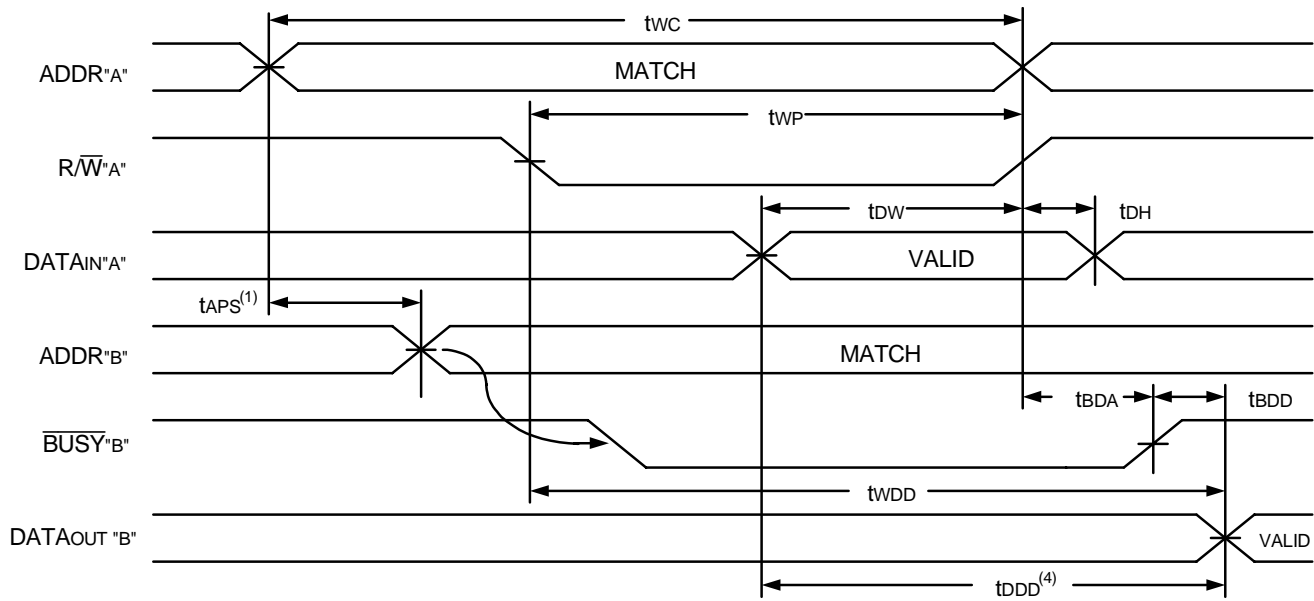 tWC
ADDR"A"
MATCH
tWP
R/W̅"A"
tDW
tDH
DATAIN"A"
VALID
tAPS(1)
ADDR"B"
MATCH
tBDA
tBDD
B̅U̅S̅Y̅"B"
tWDD
DATAOUT "B"
VALID
tDDD(4)